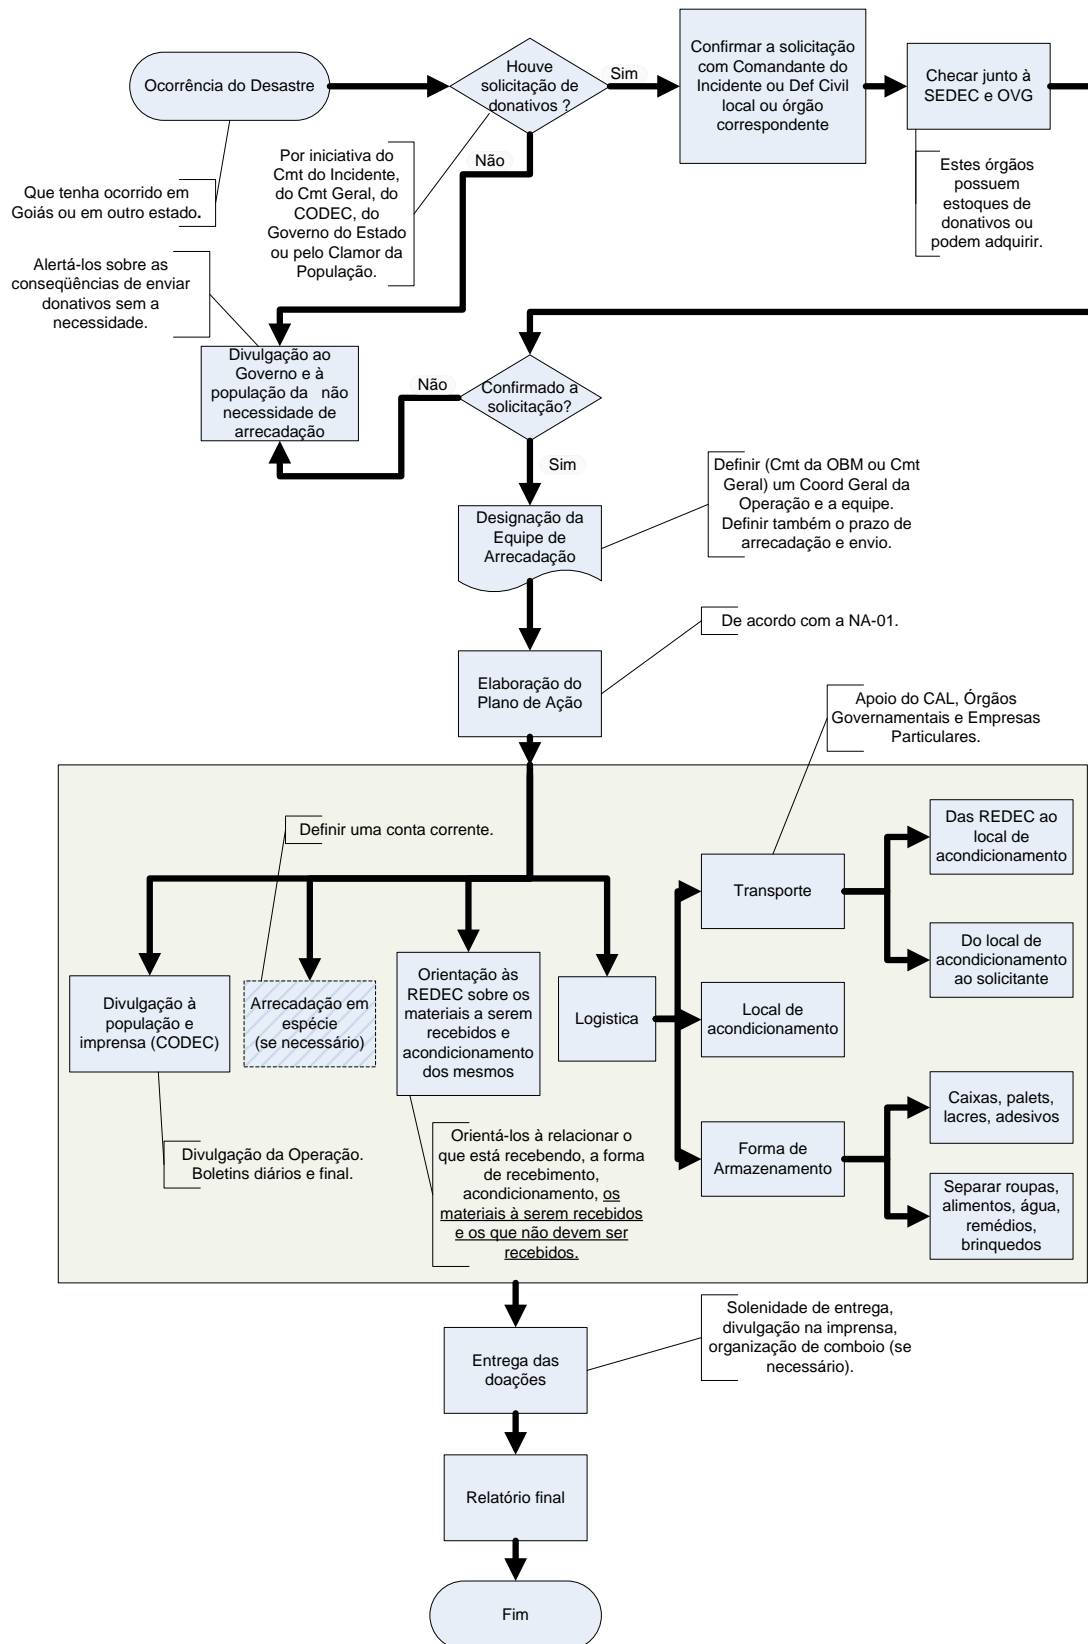 Ocorrência do Desastre
Houve
solicitação de
donativos ?
Sim
Confirmar a solicitação
com Comandante do
Incidente ou Def Civil
local ou órgão
correspondente
Checar junto à
SEDEC e OVG
Não
Que tenha ocorrido em
Goiás ou em outro estado.
Por iniciativa do
Cmt do Incidente,
do Cmt Geral, do
CODEC, do
Governo do Estado
ou pelo Clamor da
População.
Estes órgãos
possuem
estoques de
donativos ou
podem adquirir.
Alertá-los sobre as
conseqüências de enviar
donativos sem a
necessidade.
Divulgação ao
Governo e à
população da não
necessidade de
arrecadação
Não
Confirmado a
solicitação?
Sim
Definir (Cmt da OBM ou Cmt
Geral) um Coord Geral da
Operação e a equipe.
Definir também o prazo de
arrecadação e envio.
Designação da
Equipe de
Arrecadação
De acordo com a NA-01.
Elaboração do
Plano de Ação
Apoio do CAL, Órgãos
Governamentais e Empresas
Particulares.
Definir uma conta corrente.
Das REDEC ao
local de
acondicionamento
Transporte
Do local de
acondicionamento
ao solicitante
Divulgação à
população e
imprensa (CODEC)
Arrecadação em
espécie
(se necessário)
Orientação às
REDEC sobre os
materiais a serem
recebidos e
acondicionamento
dos mesmos
Logistica
Local de
acondicionamento
Caixas, palets,
lacres, adesivos
Divulgação da Operação.
Boletins diários e final.
Orientá-los à relacionar o
que está recebendo, a forma
de recebimento,
acondicionamento, os
materiais à serem recebidos
e os que não devem ser
recebidos.
Forma de
Armazenamento
Separar roupas,
alimentos, água,
remédios,
brinquedos
Solenidade de entrega,
divulgação na imprensa,
organização de comboio (se
necessário).
Entrega das
doações
Relatório final
Fim